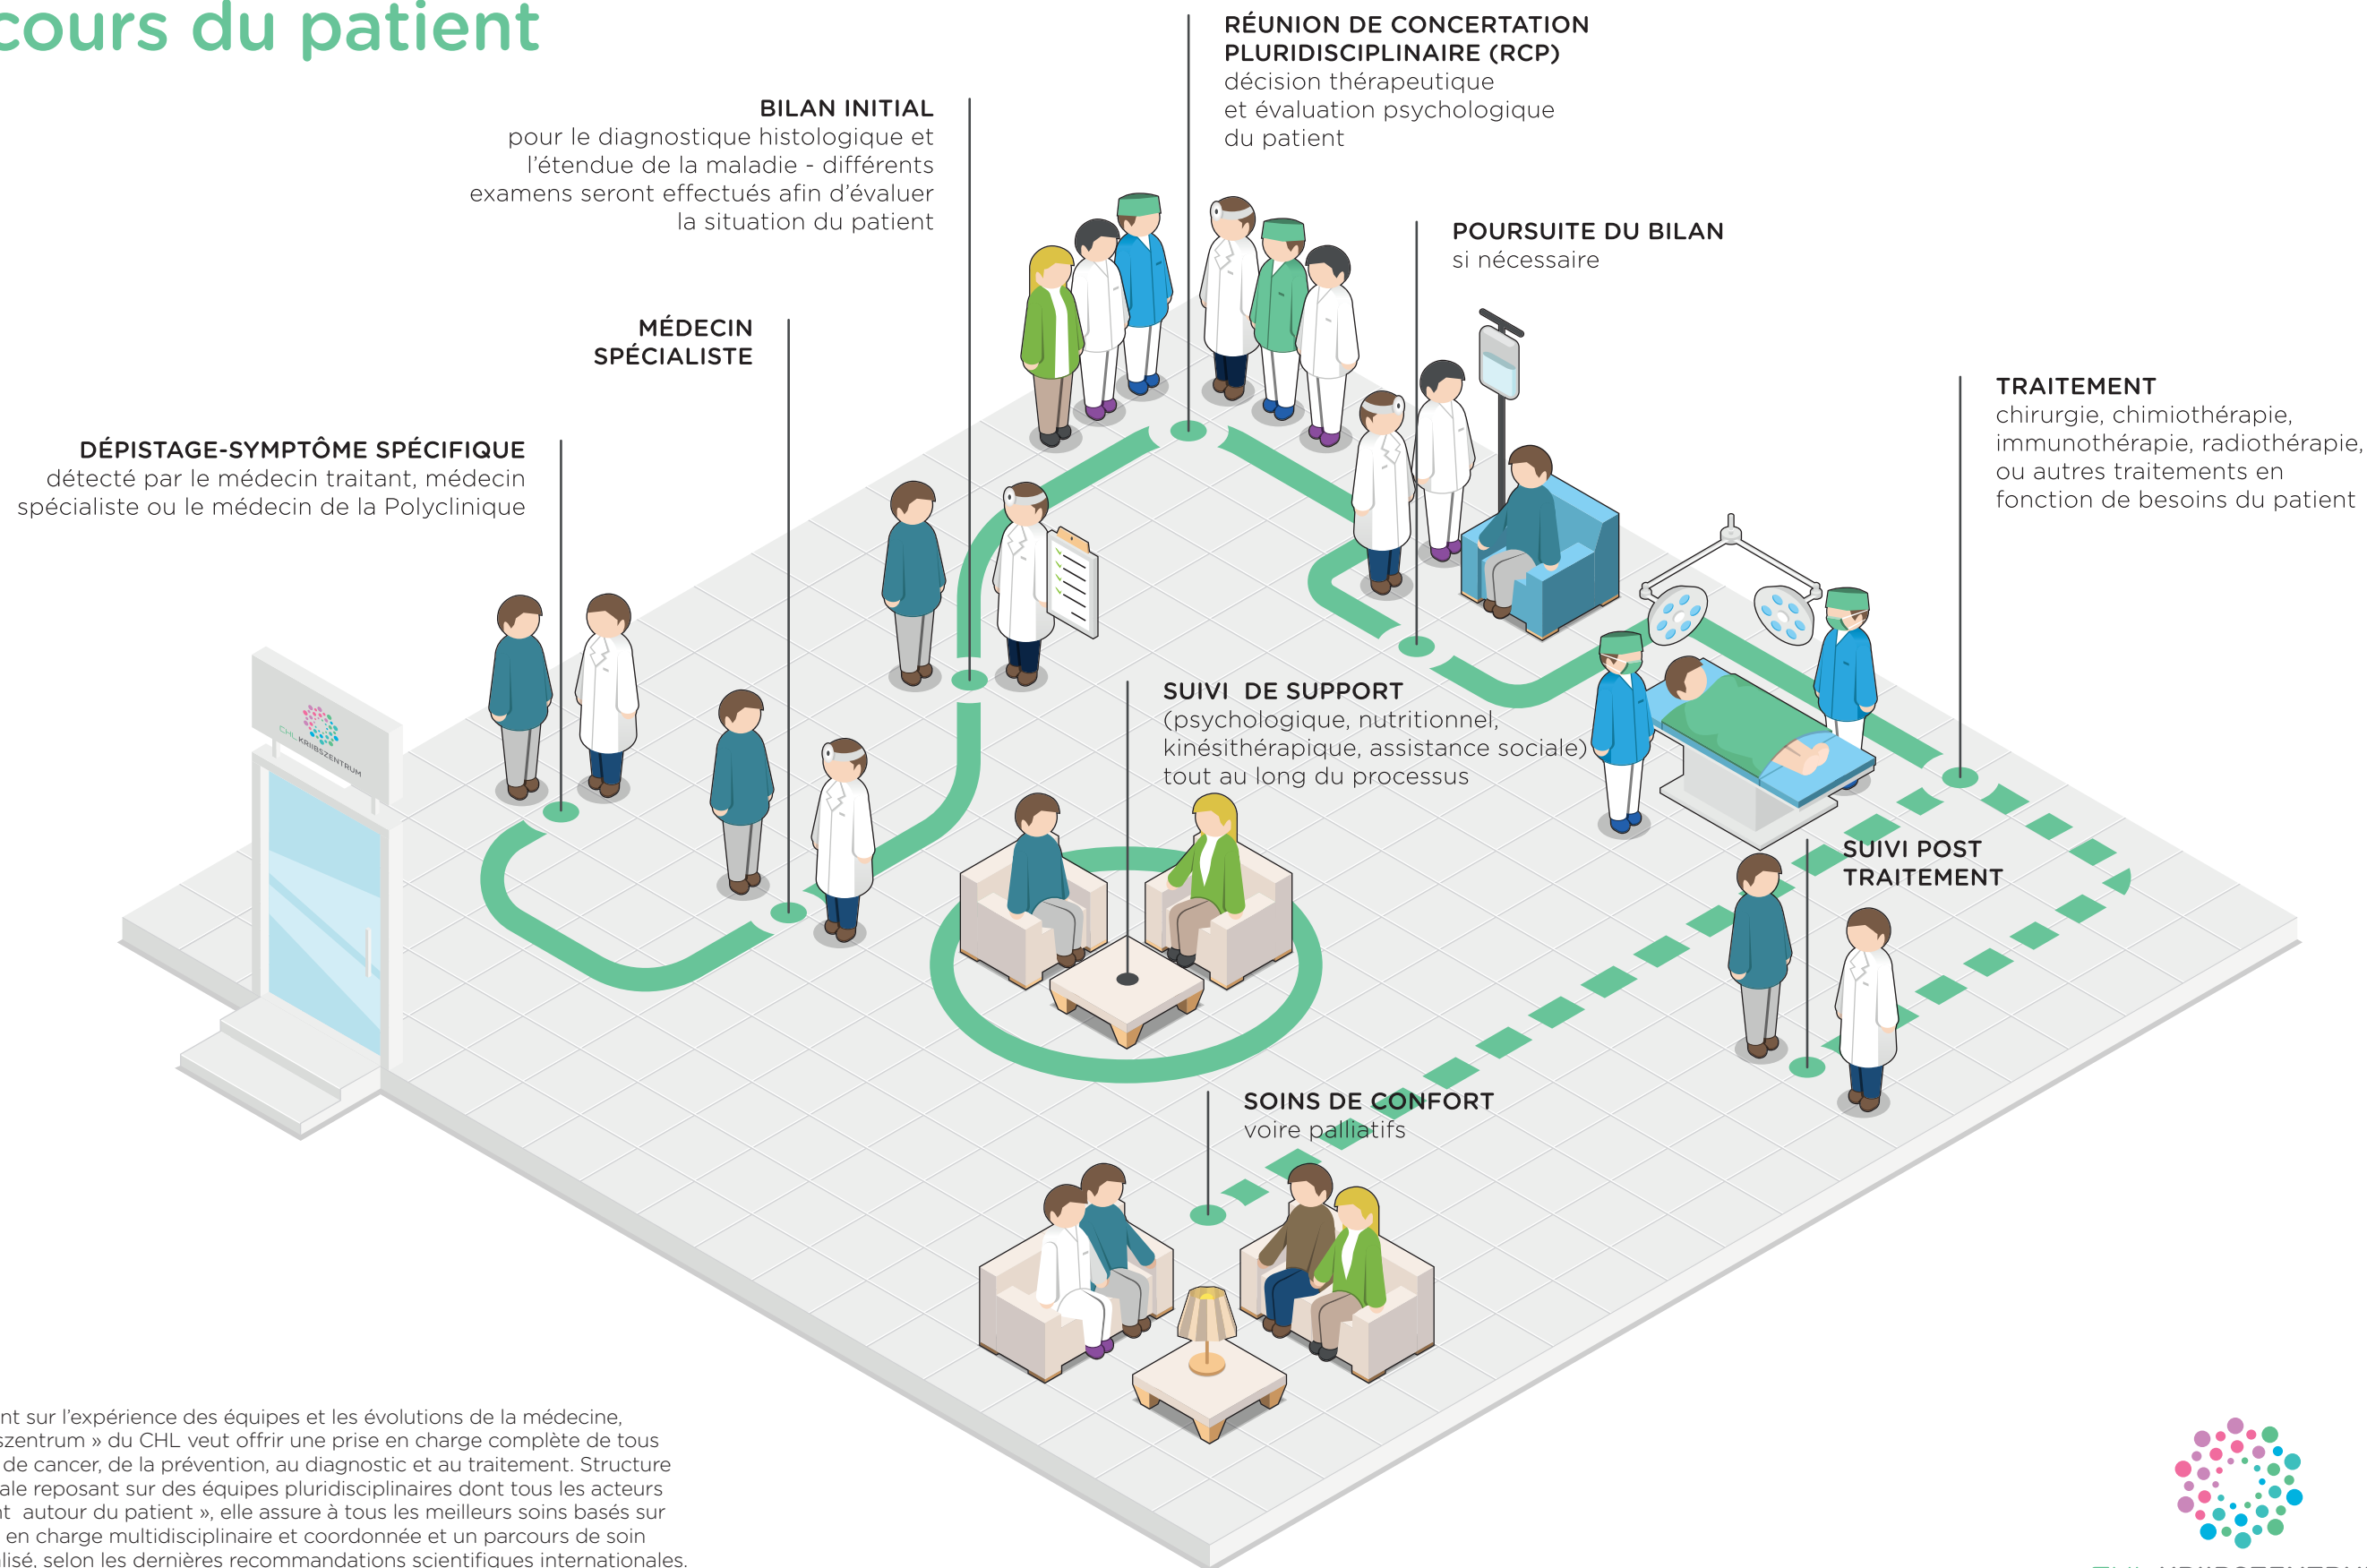 cours du patient
RÉUNION DE CONCERTATION
PLURIDISCIPLINAIRE (RCP)
décision thérapeutique
et évaluation psychologique
du patient
BILAN INITIAL
pour le diagnostique histologique et
l'étendue de la maladie - différents
examens seront effectués afin d'évaluer
la situation du patient
POURSUITE DU BILAN
si nécessaire
MÉDECIN
SPÉCIALISTE
TRAITEMENT
chirurgie, chimiothérapie,
immunothérapie, radiothérapie,
ou autres traitements en
fonction de besoins du patient
DÉPISTAGE-SYMPTÔME SPÉCIFIQUE
détecté par le médecin traitant, médecin
spécialiste ou le médecin de la Polyclinique
CHL KRIIBSZENTRUM
SUIVI DE SUPPORT
(psychologique, nutritionnel,
kinésithérapique, assistance sociale)
tout au long du processus
SUIVI POST
TRAITEMENT
SOINS DE CONFORT
voire palliatifs
nt sur l'expérience des équipes et les évolutions de la médecine,
szentrum » du CHL veut offrir une prise en charge complète de tous
de cancer, de la prévention, au diagnostic et au traitement. Structure
ale reposant sur des équipes pluridisciplinaires dont tous les acteurs
nt autour du patient », elle assure à tous les meilleurs soins basés sur
en charge multidisciplinaire et coordonnée et un parcours de soin
alisé, selon les dernières recommandations scientifiques internationales.